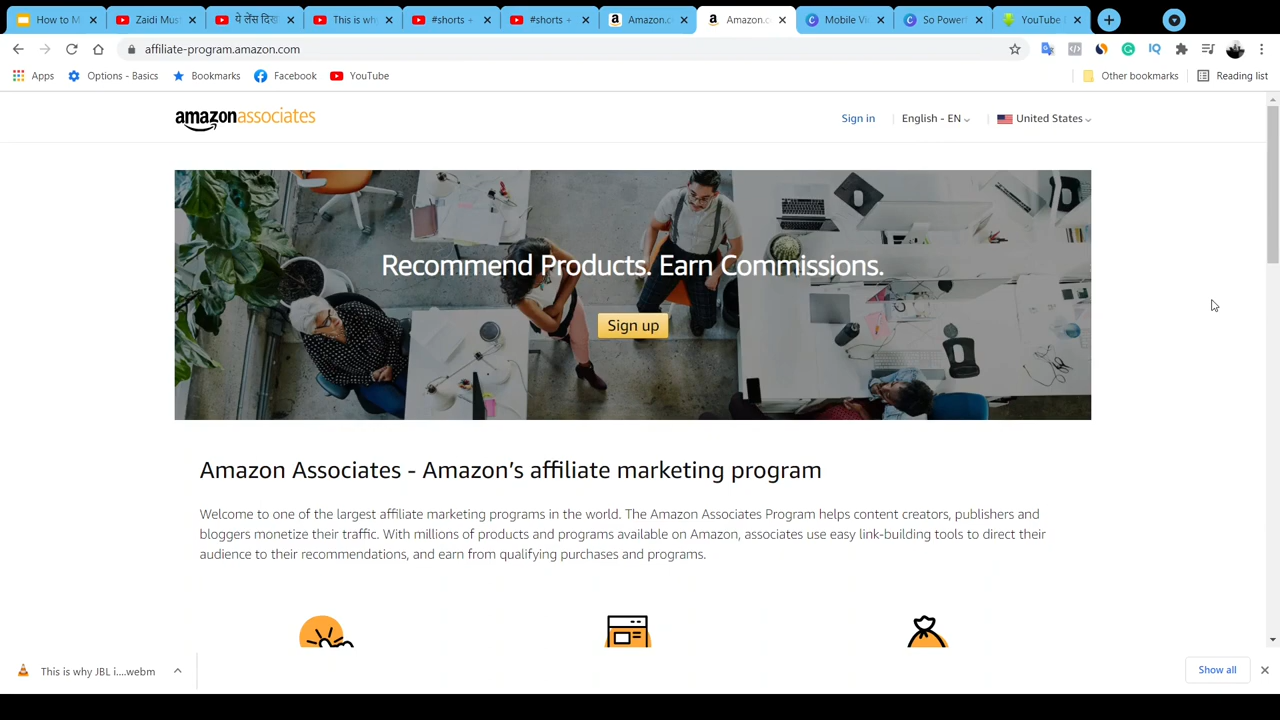 How to M
Zaidi Mus
ये लेंस दिख
This is why
#shorts +
#shorts +
Amazon.c
Amazon.c
Mobile Vi
So Power
YouTube
affiliate-program.amazon.com
Apps
Options - Basics
Bookmarks
Facebook
YouTube
Other bookmarks
Reading list
amazonassociates
Sign in
English - EN
United States
Recommend Products. Earn Commissions.
Sign up
Amazon Associates - Amazon's affiliate marketing program
Welcome to one of the largest affiliate marketing programs in the world. The Amazon Associates Program helps content creators, publishers and
bloggers monetize their traffic. With millions of products and programs available on Amazon, associates use easy link-building tools to direct their
audience to their recommendations, and earn from qualifying purchases and programs.
This is why JBL i....webm
Show all